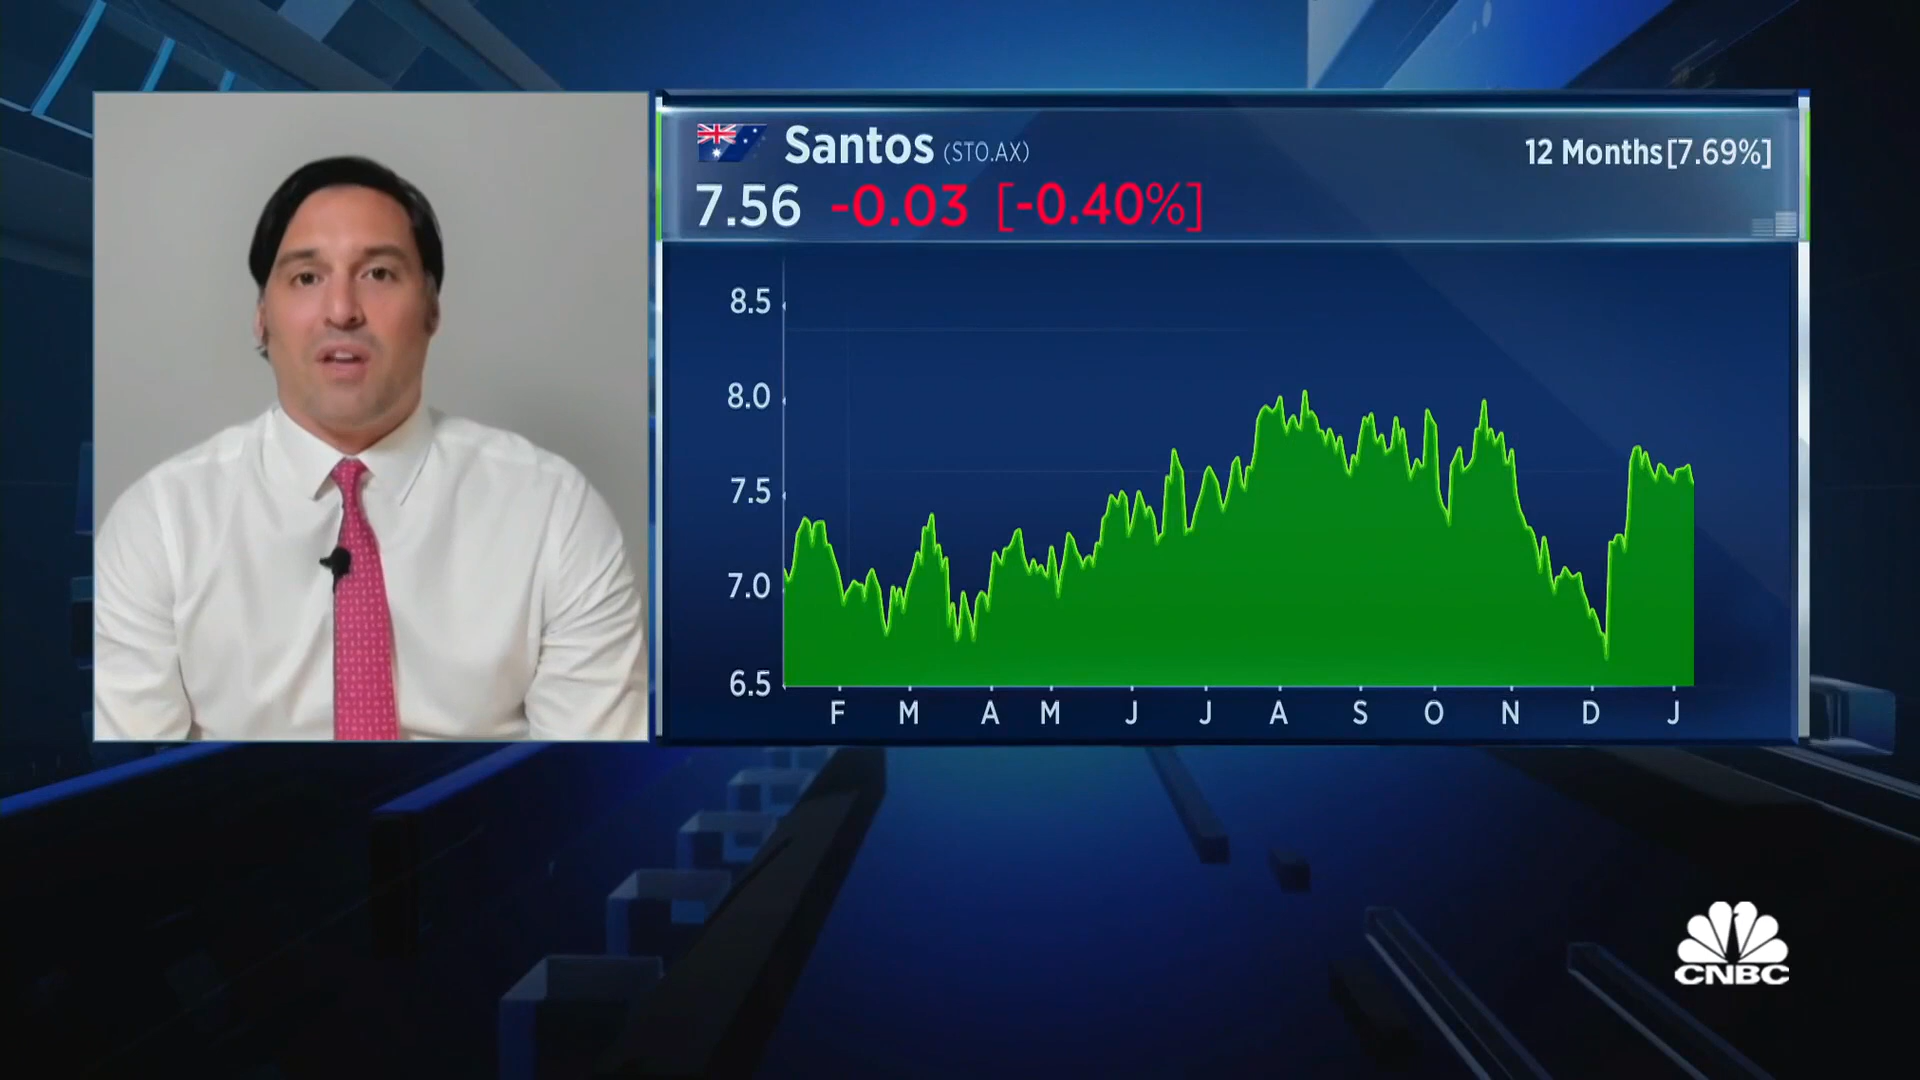 Santos (STO.AX)
12 Months [7.69%]
7.56 -0.03 [-0.40%]
8.5
8.0
7.5
7.0
6.5
F M A M J J A S O N D J
CNBC